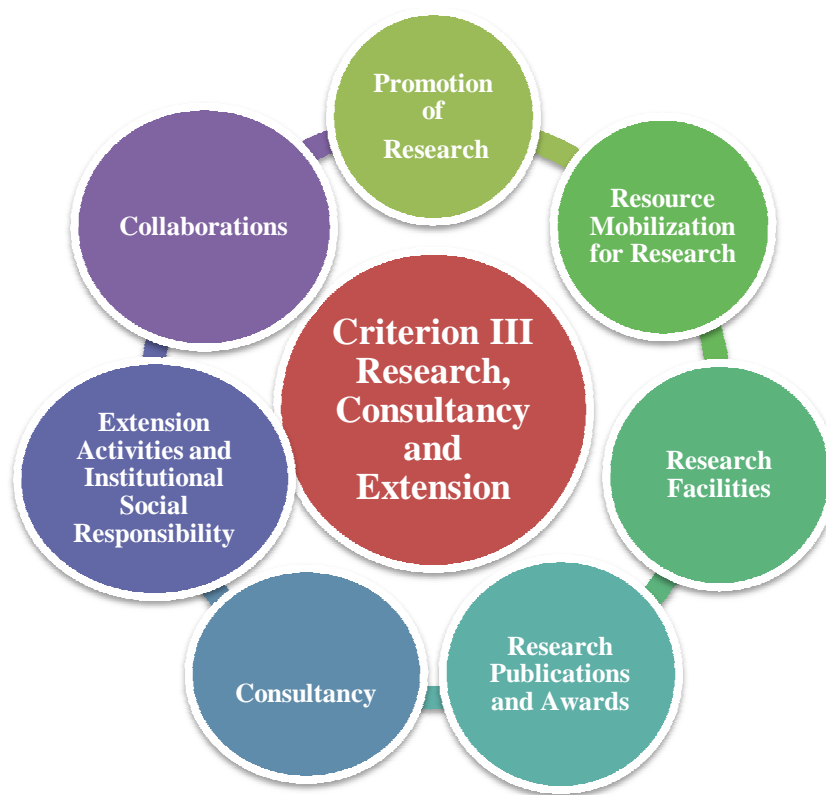 Promotion
of
Research
Resource
Mobilization
for Research
Research
Facilities
Research
Publications
and Awards
Consultancy
Extension
Activities and
Institutional
Social
Responsibility
Collaborations
Criterion III
Research,
Consultancy
and
Extension